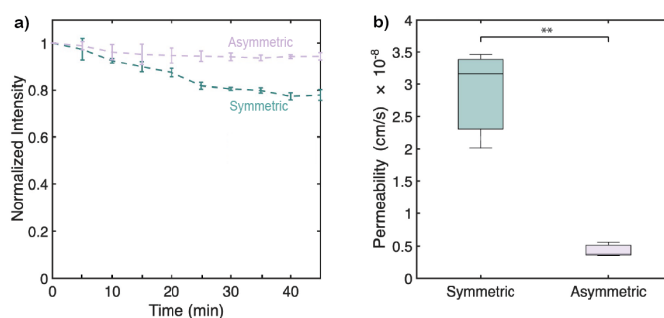 a)
Asymmetric
Symmetric
Normalized Intensity
1
0.8
0.6
0.4
0.2
0
0
10
20
30
40
Time (min)
b)
**
Permeability (cm/s) × 10-8
4
3.5
3
2.5
2
1.5
1
0.5
0
Symmetric
Asymmetric